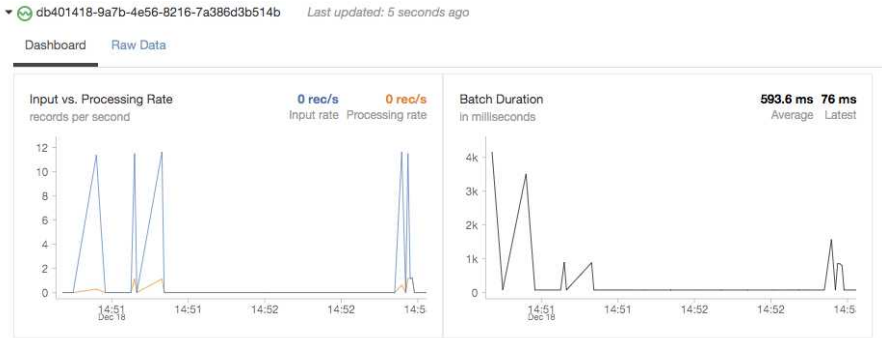 db401418-9a7b-4e56-8216-7a386d3b514b Last updated: 5 seconds ago
Dashboard Raw Data
Input vs. Processing Rate 0 rec/s 0 rec/s
records per second Input rate Processing rate
12
10
8
6
4
2
0
14:51 14:51 14:52 14:52 14:5
Dec 18
Batch Duration 593.6 ms 76 ms
in milliseconds Average Latest
4k
3k
2k
1k
0
14:51 14:51 14:52 14:52 14:5
Dec 18